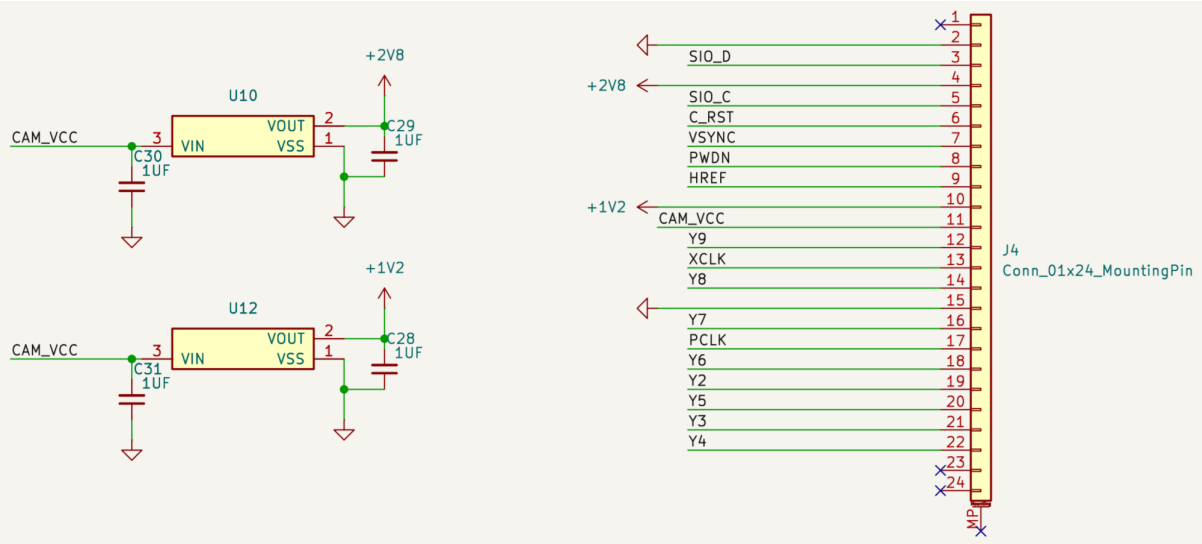 +2V8
U10
CAM_VCC
3
VIN
VOUT
VSS
2
1
C29
1UF
C30
1UF
+1V2
U12
CAM_VCC
3
VIN
VOUT
VSS
2
1
C28
1UF
C31
1UF
1
2
SIO_D
3
+2V8
4
SIO_C
5
C_RST
6
VSYNC
7
PWDN
8
HREF
9
+1V2
10
CAM_VCC
11
Y9
12
XCLK
13
Y8
14
15
Y7
16
PCLK
17
Y6
18
Y2
19
Y5
20
Y3
21
Y4
22
23
24
MP
J4
Conn_01x24_MountingPin